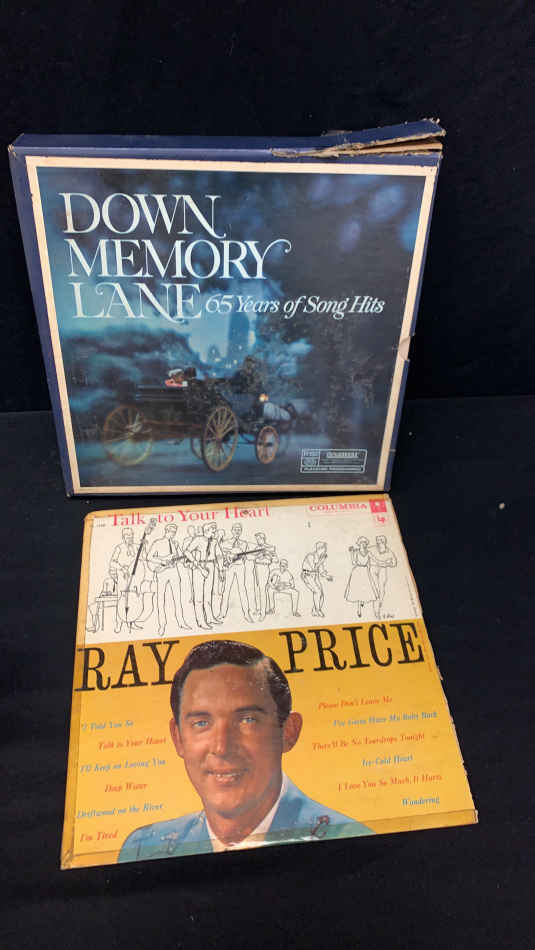 DOWN
MEMORY
LANE 65 Years of Song Hits
Talk to Your Heart
COLUMBIA
LP
RAY PRICE
I Told You So
Talk to Your Heart
I'll Keep on Loving You
Deep Water
Driftwood on the River
I'm Tired
Please Don't Leave Me
I've Gotta Have My Baby Back
There'll Be No Teardrops Tonight
Ice-Cold Heart
I Love You So Much, It Hurts
Wondering